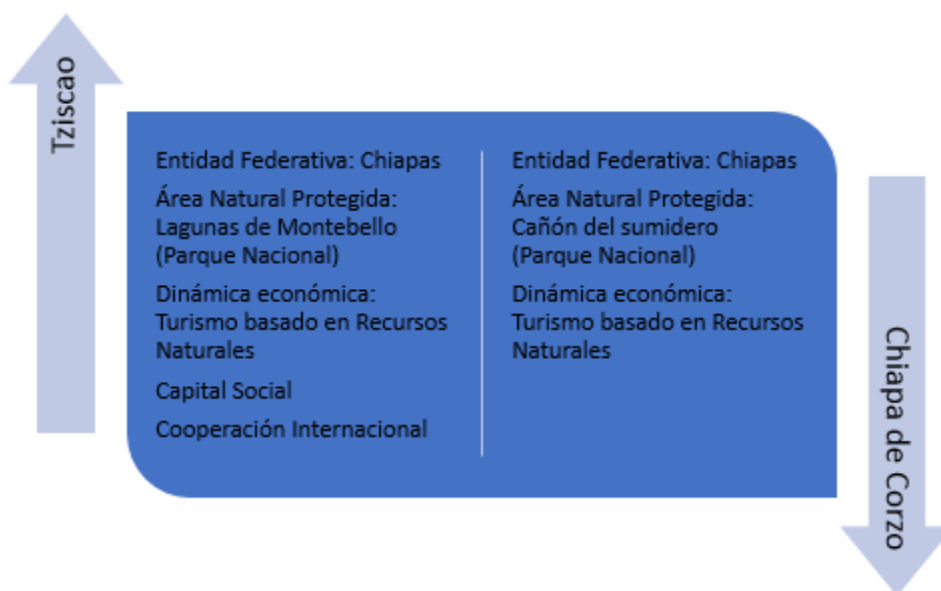 Tziscao
Entidad Federativa: Chiapas
Área Natural Protegida:
Lagunas de Montebello
(Parque Nacional)
Dinámica económica:
Turismo basado en Recursos
Naturales
Capital Social
Cooperación Internacional
Entidad Federativa: Chiapas
Área Natural Protegida:
Cañón del sumidero
(Parque Nacional)
Dinámica económica:
Turismo basado en Recursos
Naturales
Chiapa de Corzo